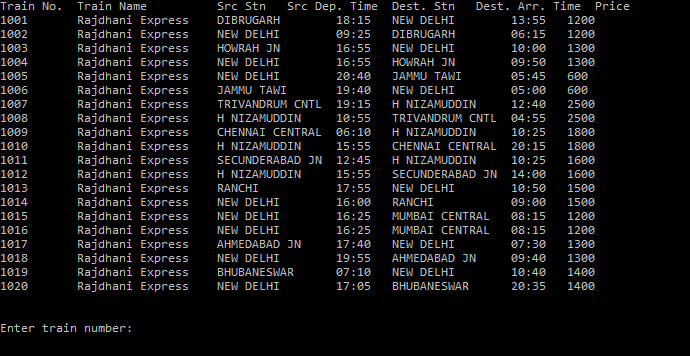 Train No.  Train Name          Src Stn   Src Dep. Time  Dest. Stn   Dest. Arr. Time  Price
1001       Rajdhani Express    DIBRUGARH        18:15   NEW DELHI        13:55   1200
1002       Rajdhani Express    NEW DELHI        09:25   DIBRUGARH        06:15   1200
1003       Rajdhani Express    HOWRAH JN        16:55   NEW DELHI        10:00   1300
1004       Rajdhani Express    NEW DELHI        16:55   HOWRAH JN        09:50   1300
1005       Rajdhani Express    NEW DELHI        20:40   JAMMU TAWI       05:45   600
1006       Rajdhani Express    JAMMU TAWI       19:40   NEW DELHI        05:00   600
1007       Rajdhani Express    TRIVANDRUM CNTL  19:15   H NIZAMUDDIN     12:40   2500
1008       Rajdhani Express    H NIZAMUDDIN     10:55   TRIVANDRUM CNTL  04:55   2500
1009       Rajdhani Express    CHENNAI CENTRAL  06:10   H NIZAMUDDIN     10:25   1800
1010       Rajdhani Express    H NIZAMUDDIN     15:55   CHENNAI CENTRAL  20:15   1800
1011       Rajdhani Express    SECUNDERABAD JN  12:45   H NIZAMUDDIN     10:25   1600
1012       Rajdhani Express    H NIZAMUDDIN     15:55   SECUNDERABAD JN  14:00   1600
1013       Rajdhani Express    RANCHI           17:55   NEW DELHI        10:50   1500
1014       Rajdhani Express    NEW DELHI        16:00   RANCHI           09:00   1500
1015       Rajdhani Express    NEW DELHI        16:25   MUMBAI CENTRAL   08:15   1200
1016       Rajdhani Express    NEW DELHI        16:25   MUMBAI CENTRAL   08:15   1200
1017       Rajdhani Express    AHMEDABAD JN     17:40   NEW DELHI        07:30   1300
1018       Rajdhani Express    NEW DELHI        19:55   AHMEDABAD JN     09:40   1300
1019       Rajdhani Express    BHUBANESWAR      07:10   NEW DELHI        10:40   1400
1020       Rajdhani Express    NEW DELHI        17:05   BHUBANESWAR      20:35   1400
Enter train number: